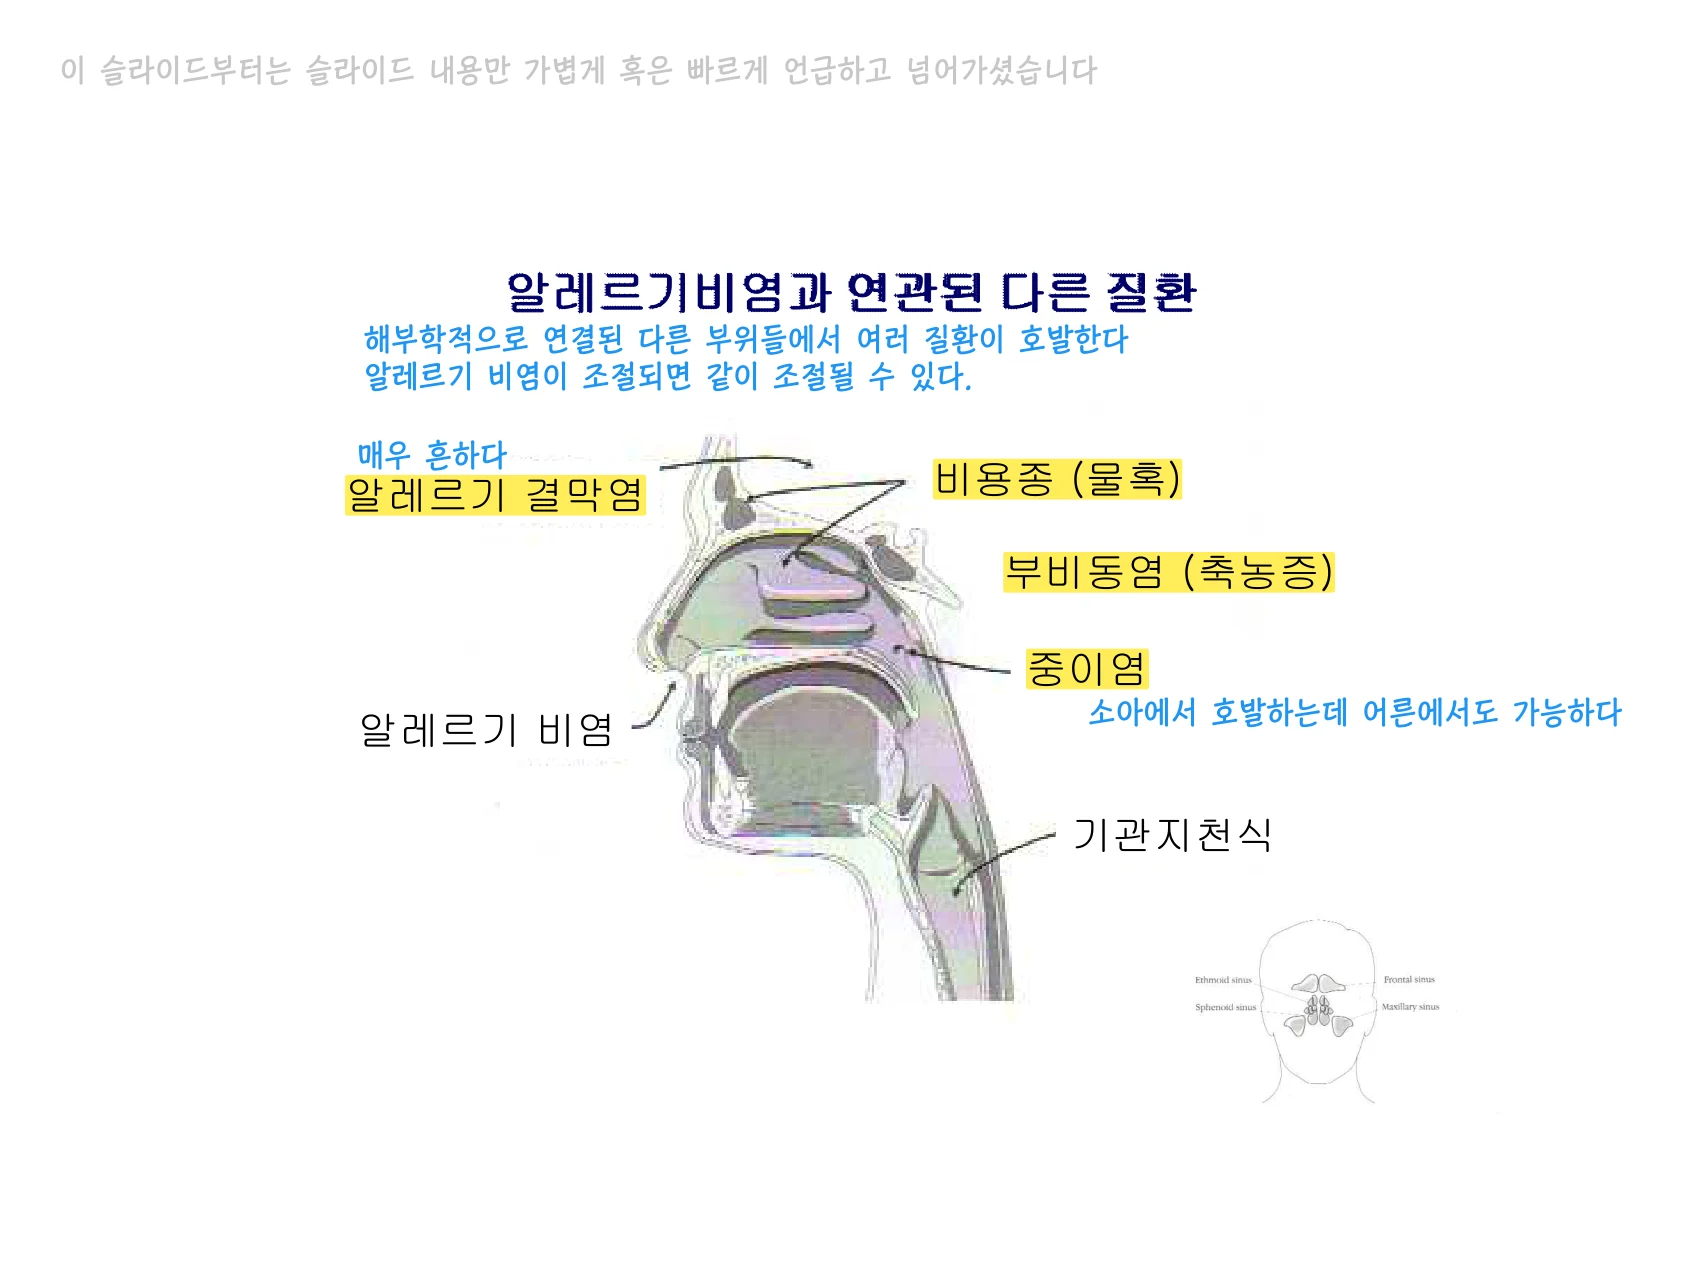 이 슬라이드부터는 슬라이드 내용만 가볍게 혹은 빠르게 언급하고 넘어가셨습니다
알레르기비염과 연관된 다른 질환
해부학적으로 연결된 다른 부위들에서 여러 질환이 호발한다
알레르기 비염이 조절되면 같이 조절될 수 있다.
매우 흔하다
알레르기 결막염
비용종 (물혹)
부비동염 (축농증)
중이염
소아에서 호발하는데 어른에서도 가능하다
알레르기 비염
기관지천식
Ethmoid sinus
Frontal sinus
Sphenoid sinus
Maxillary sinus